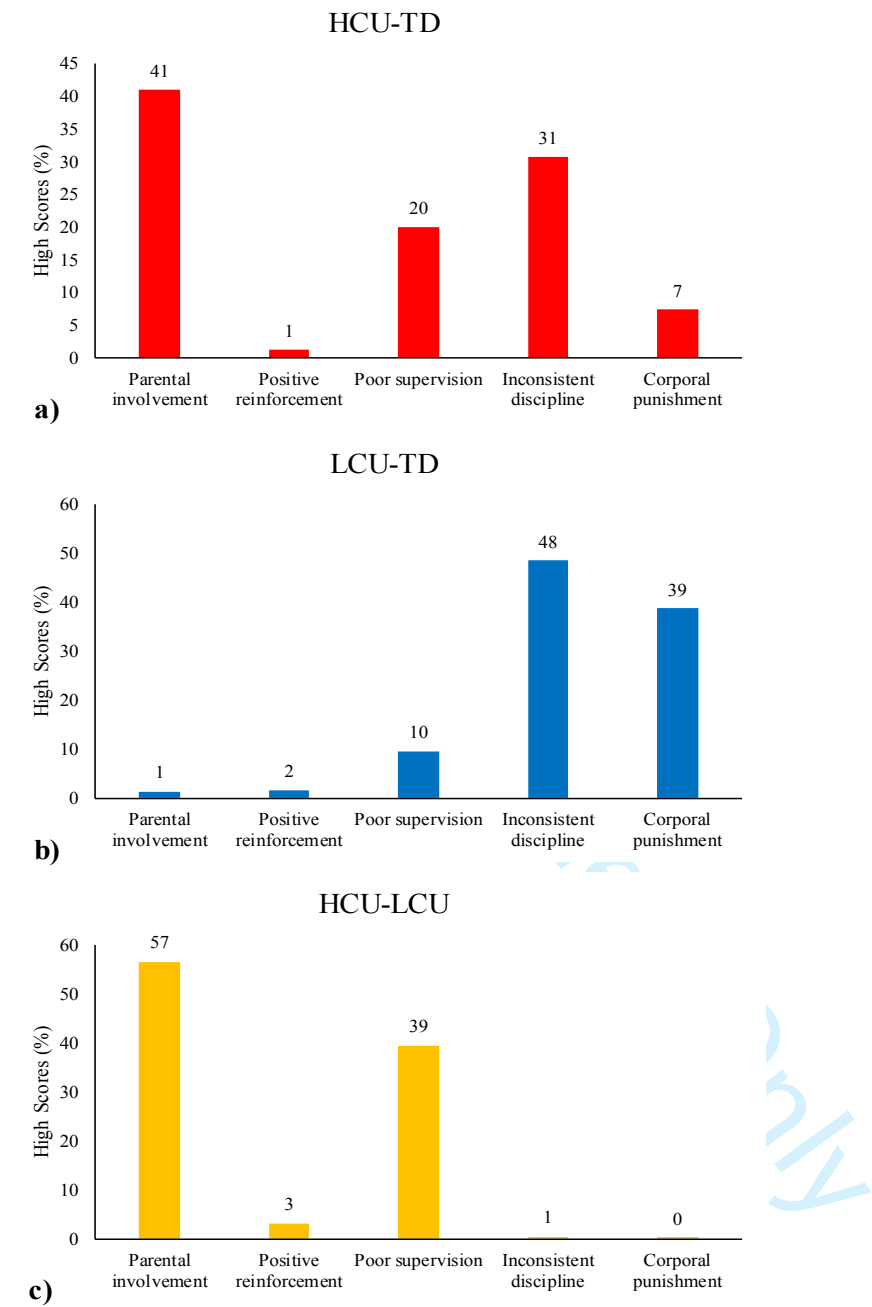 HCU-TD
High Scores (%)
45
40
35
30
25
20
15
10
5
0
41
1
20
31
7
Parental involvement
Positive reinforcement
Poor supervision
Inconsistent discipline
Corporal punishment
a)
LCU-TD
High Scores (%)
60
50
40
30
20
10
0
1
2
10
48
39
Parental involvement
Positive reinforcement
Poor supervision
Inconsistent discipline
Corporal punishment
b)
HCU-LCU
High Scores (%)
60
50
40
30
20
10
0
57
3
39
1
0
Parental involvement
Positive reinforcement
Poor supervision
Inconsistent discipline
Corporal punishment
c)
only